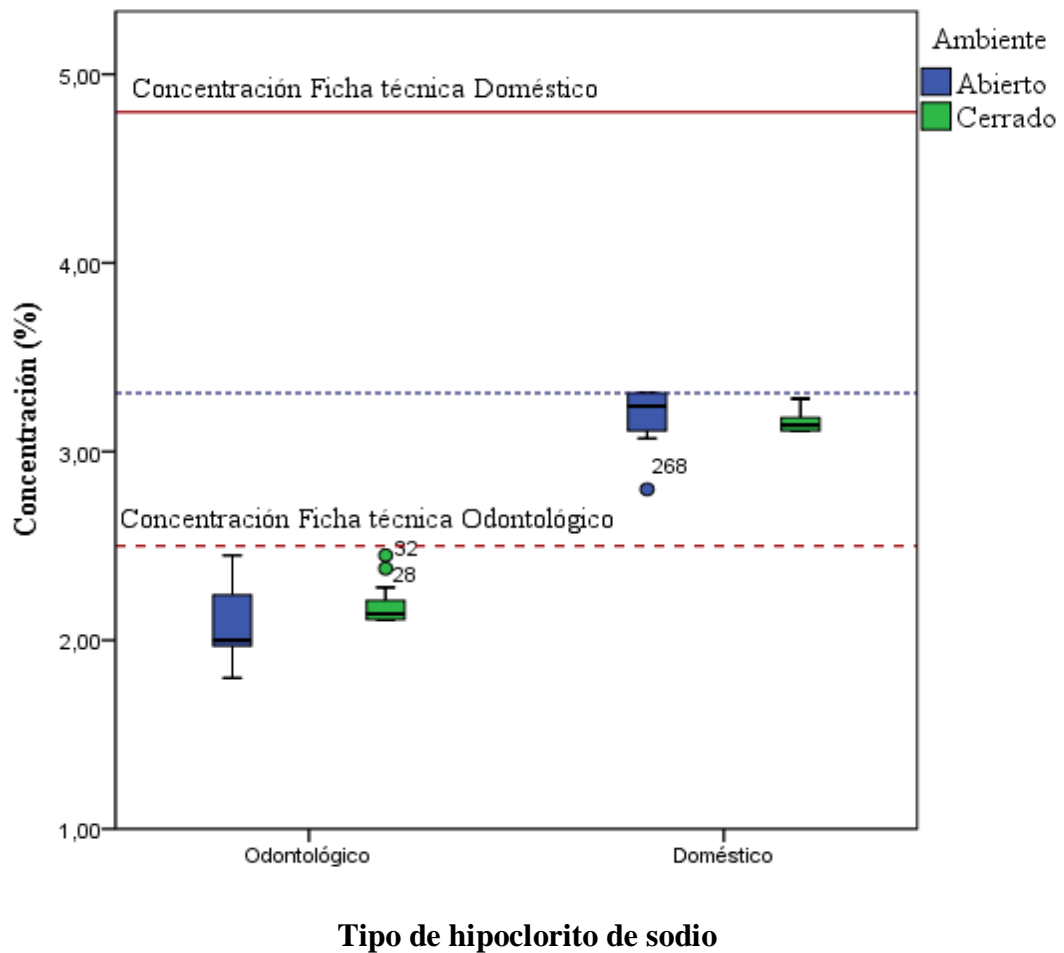 Ambiente
Abierto
Cerrado
5,00
Concentración Ficha técnica Doméstico
4,00
Concentración (%)
3,00
268
Concentración Ficha técnica Odontológico
32
28
2,00
1,00
Odontológico
Doméstico
Tipo de hipoclorito de sodio